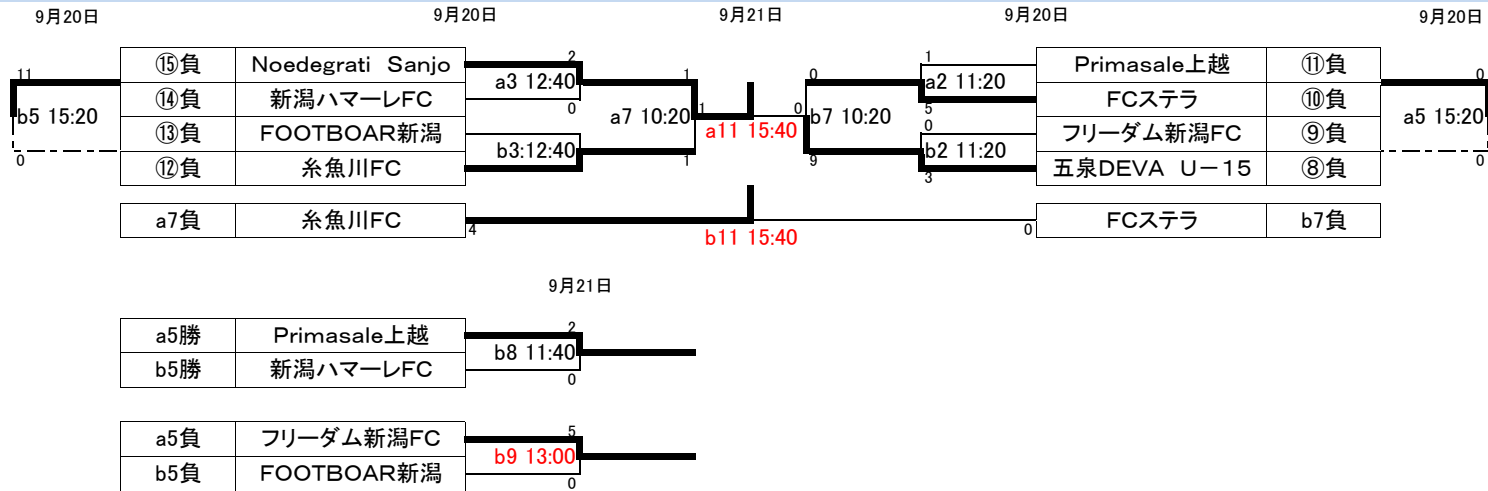 9月20日 9月20日 9月21日 9月20日 9月20日
⑮負 Noedegrati Sanjo 2 1 Primasale上越 ⑪負
11 a3 12:40 1 0 a2 11:20 0
⑭負 新潟ハマーレFC 0 5 FCステラ ⑩負
b5 15:20 a7 10:20 1 0 b7 10:20 a5 15:20
a11 15:40
⑬負 FOOTBOAR新潟 0 フリーダム新潟FC ⑨負
b3:12:40 b2 11:20
0 1 9 0
⑫負 糸魚川FC 3 五泉DEVA U－15 ⑧負
a7負 糸魚川FC 4 0 FCステラ b7負
b11 15:40
9月21日
a5勝 Primasale上越 2
b8 11:40
b5勝 新潟ハマーレFC 0
a5負 フリーダム新潟FC 5
b9 13:00
b5負 FOOTBOAR新潟 0